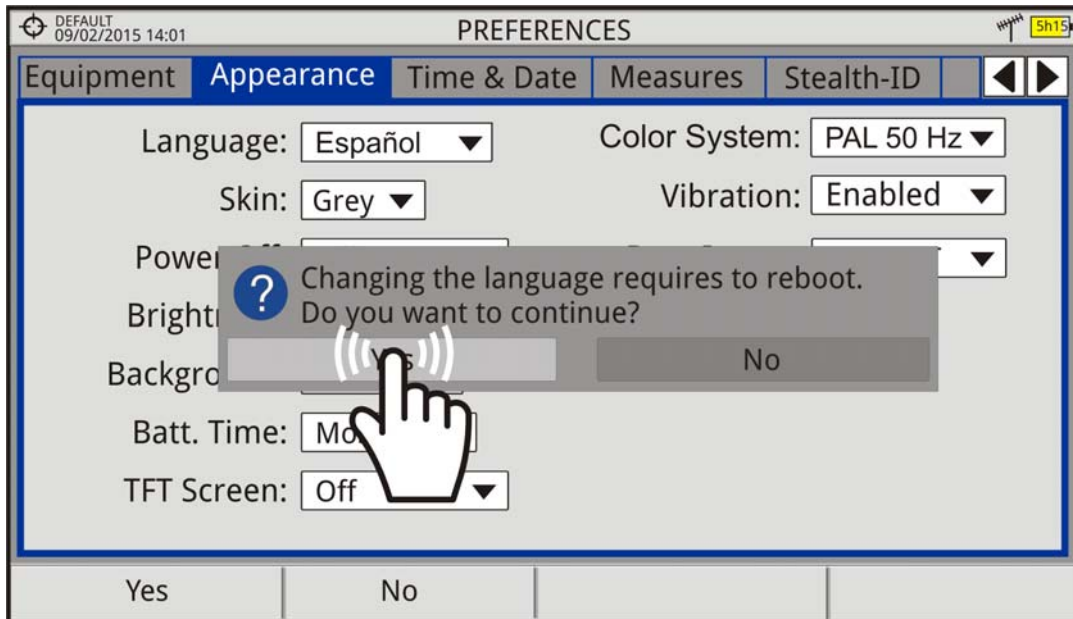 DEFAULT
09/02/2015 14:01
PREFERENCES
5h15
Equipment Appearance Time & Date Measures Stealth-ID
Language: Español
Color System: PAL 50 Hz
Skin: Grey
Vibration: Enabled
Changing the language requires to reboot.
Do you want to continue?
Yes No
Batt. Time:
TFT Screen: Off
Yes No